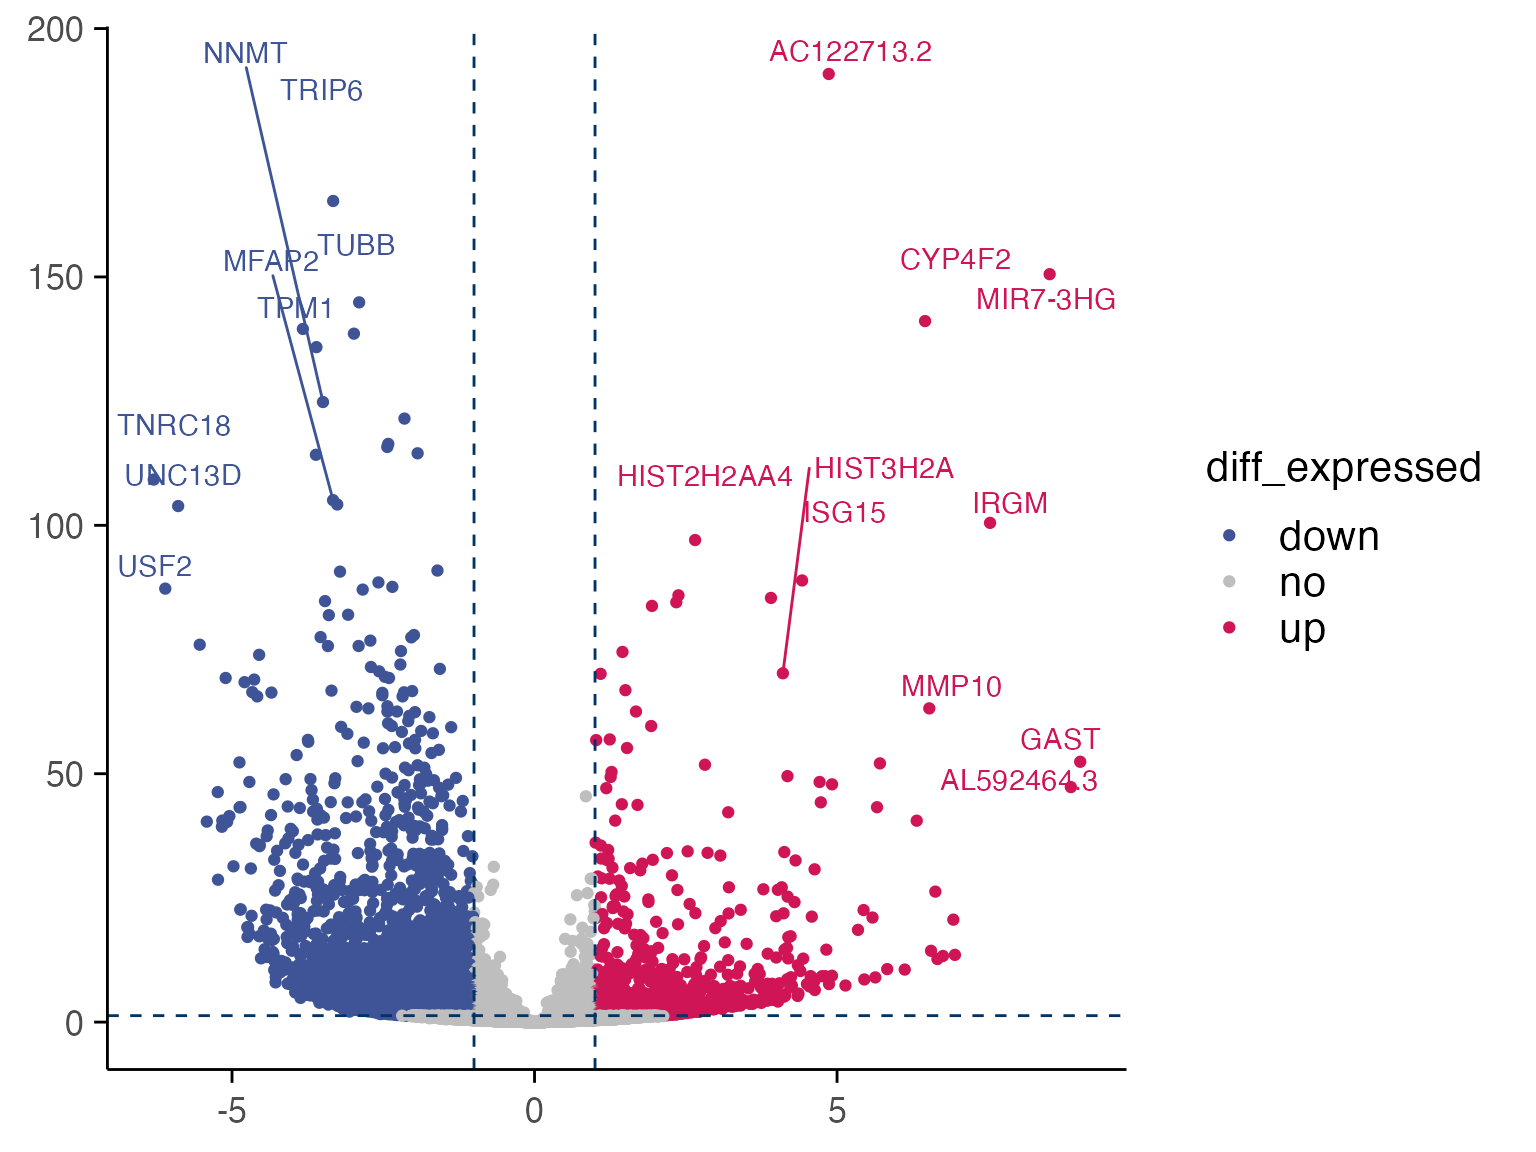 200
NNMT
AC122713.2
TRIP6
TUBB
MFAP2
CYP4F2
150
MIR7-3HG
TPM1
TNRC18
UNC13D
HIST2H2AA4
HIST3H2A
diff_expressed
IRGM
ISG15
100
down
USF2
no
up
MMP10
GAST
50
AL592464.3
0
-5
0
5